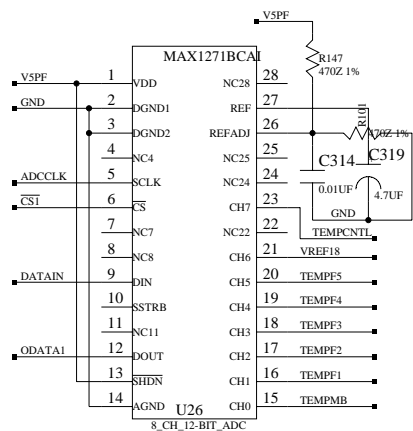 V5PF
MAX1271BCAI
R147
470Z 1%
V5PF 1 VDD NC28 28
GND 2 DGND1 REF 27
3 DGND2 REFADJ 26
R101
470Z 1%
4 NC4 NC25 25
C314
0.01UF
C319
4.7UF
ADCCLK 5 SCLK NC24 24
CS1 6 CS CH7 23
GND
TEMPCNTL
7 NC7 NC22 22
8 NC8 CH6 21 VREF18
DATAIN 9 DIN CH5 20 TEMPF5
10 SSTRB CH4 19 TEMPF4
11 NC11 CH3 18 TEMPF3
ODATA1 12 DOUT CH2 17 TEMPF2
13 SHDN CH1 16 TEMPF1
14 AGND CH0 15 TEMPMB
U26
8_CH_12-BIT_ADC